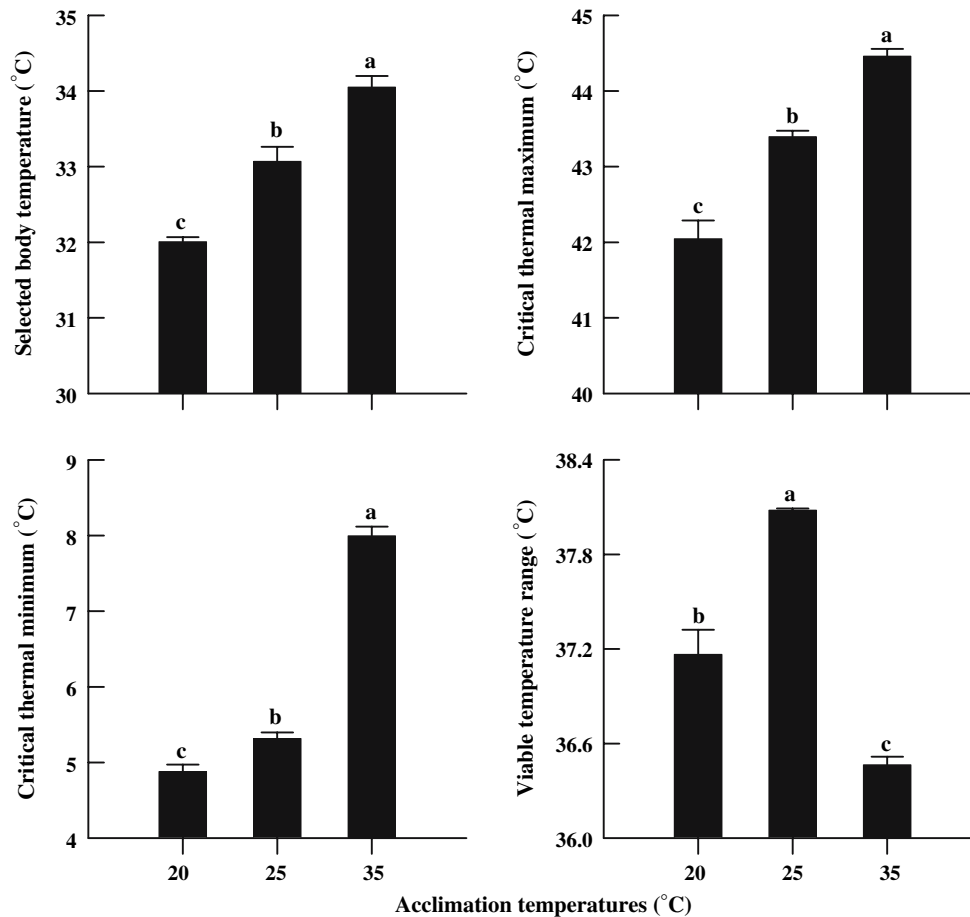 Selected body temperature (°C)
35
34
33
32
31
30
c
b
a
Critical thermal maximum (°C)
45
44
43
42
41
40
c
b
a
Critical thermal minimum (°C)
9
8
7
6
5
4
c
b
a
20
25
35
Viable temperature range (°C)
38.4
37.8
37.2
36.6
36.0
b
a
c
20
25
35
Acclimation temperatures (°C)